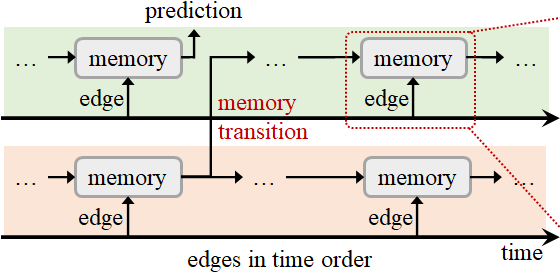 prediction
… memory … memory …
edge edge
memory
transition
… memory … memory …
edge edge
edges in time order time